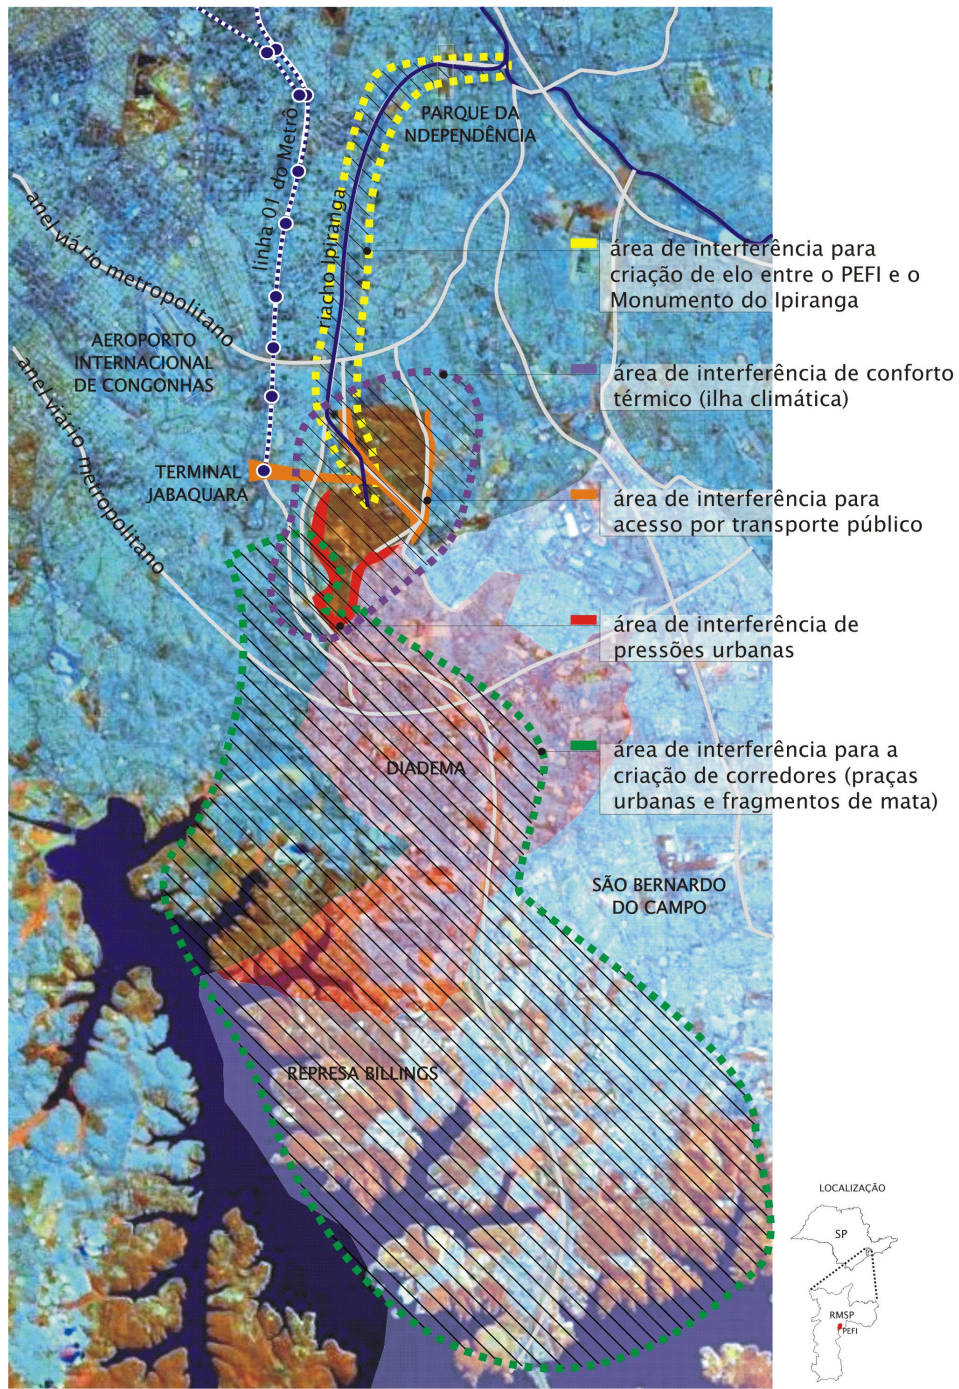 PARQUE DA
NDEPENDÊNCIA
linha 01 do Metrô
riacho Ipiranga
anel viário metropolitano
área de interferência para
criação de elo entre o PEFI e o
Monumento do Ipiranga
AEROPORTO
INTERNACIONAL
DE CONGONHAS
anel viário metropolitano
área de interferência de conforto
térmico (ilha climática)
TERMINAL
JABAQUARA
área de interferência para
acesso por transporte público
área de interferência de
pressões urbanas
DIADEMA
área de interferência para a
criação de corredores (praças
urbanas e fragmentos de mata)
SÃO BERNARDO
DO CAMPO
REPRESA BILLINGS
LOCALIZAÇÃO
SP
RMSP
PEFI